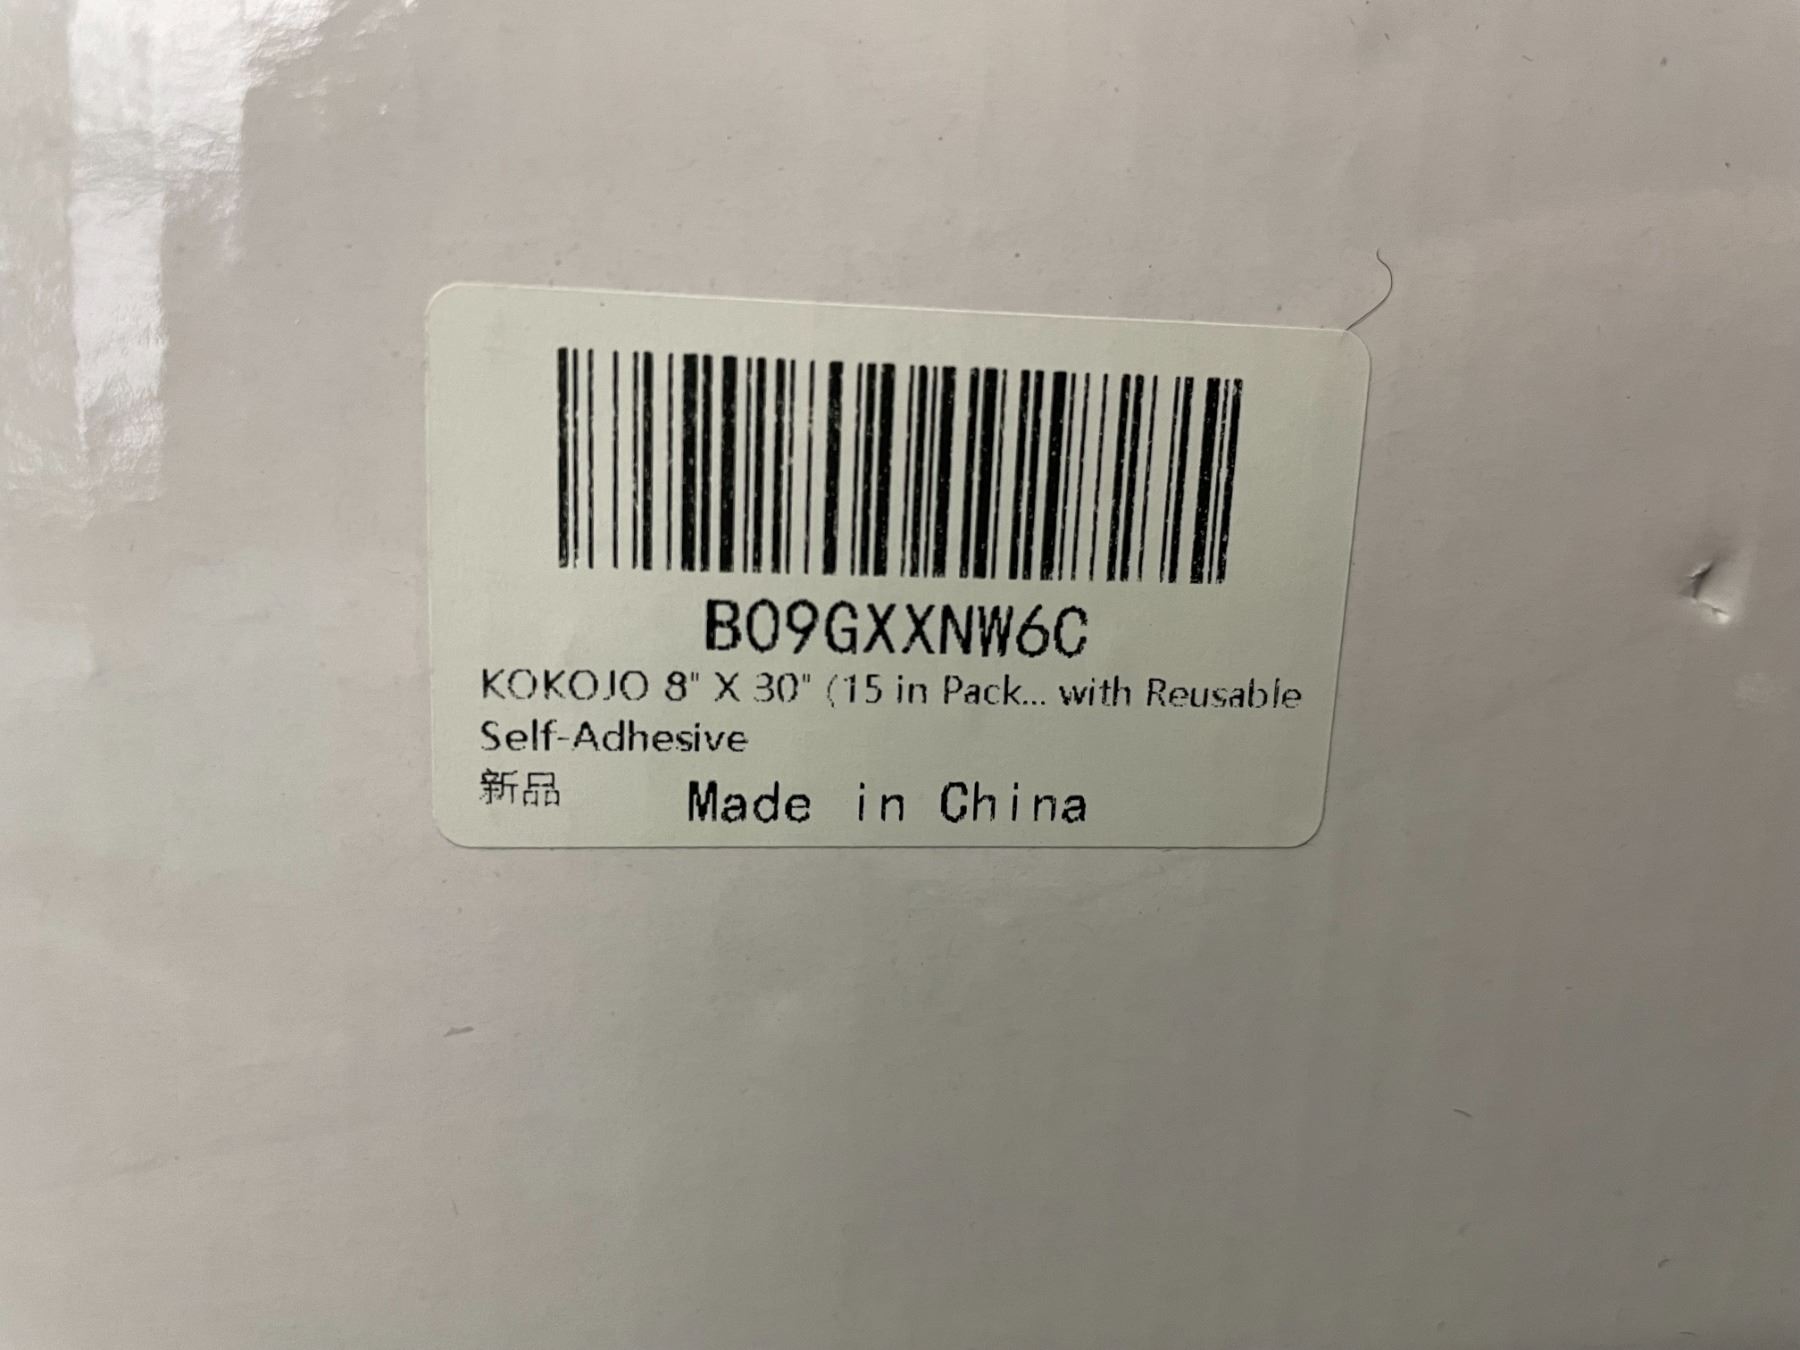 B09GXXNW6C
KOKOJO 8" X 30" (15 in Pack... with Reusable
Self-Adhesive
新品 Made in China